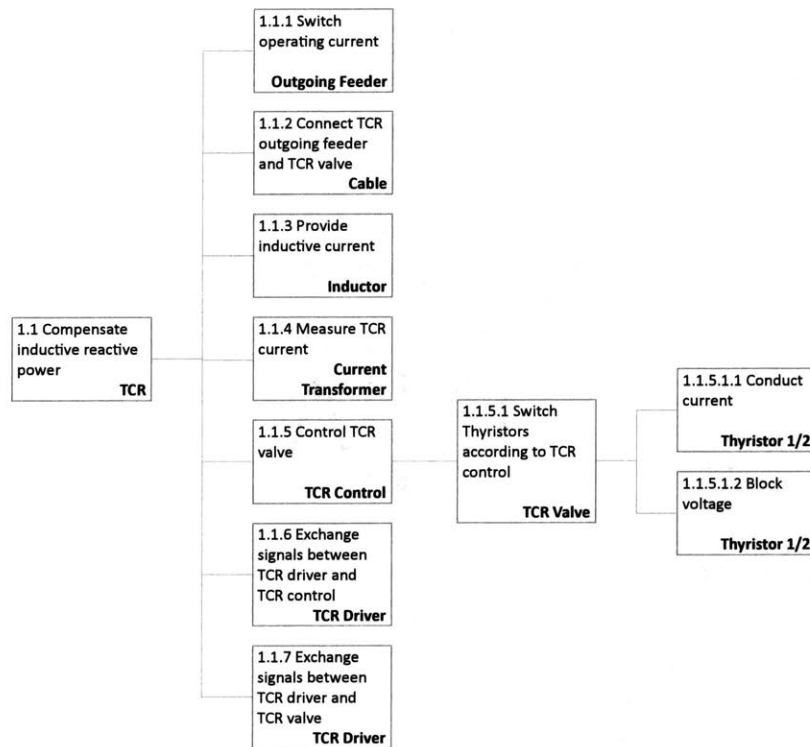 1.1.1 Switch
operating current
Outgoing Feeder
1.1.2 Connect TCR
outgoing feeder
and TCR valve
Cable
1.1.3 Provide
inductive current
Inductor
1.1 Compensate
inductive reactive
power
TCR
1.1.4 Measure TCR
current
Current
Transformer
1.1.5 Control TCR
valve
TCR Control
1.1.5.1 Switch
Thyristors
according to TCR
control
TCR Valve
1.1.5.1.1 Conduct
current
Thyristor 1/2
1.1.5.1.2 Block
voltage
Thyristor 1/2
1.1.6 Exchange
signals between
TCR driver and
TCR control
TCR Driver
1.1.7 Exchange
signals between
TCR driver and
TCR valve
TCR Driver